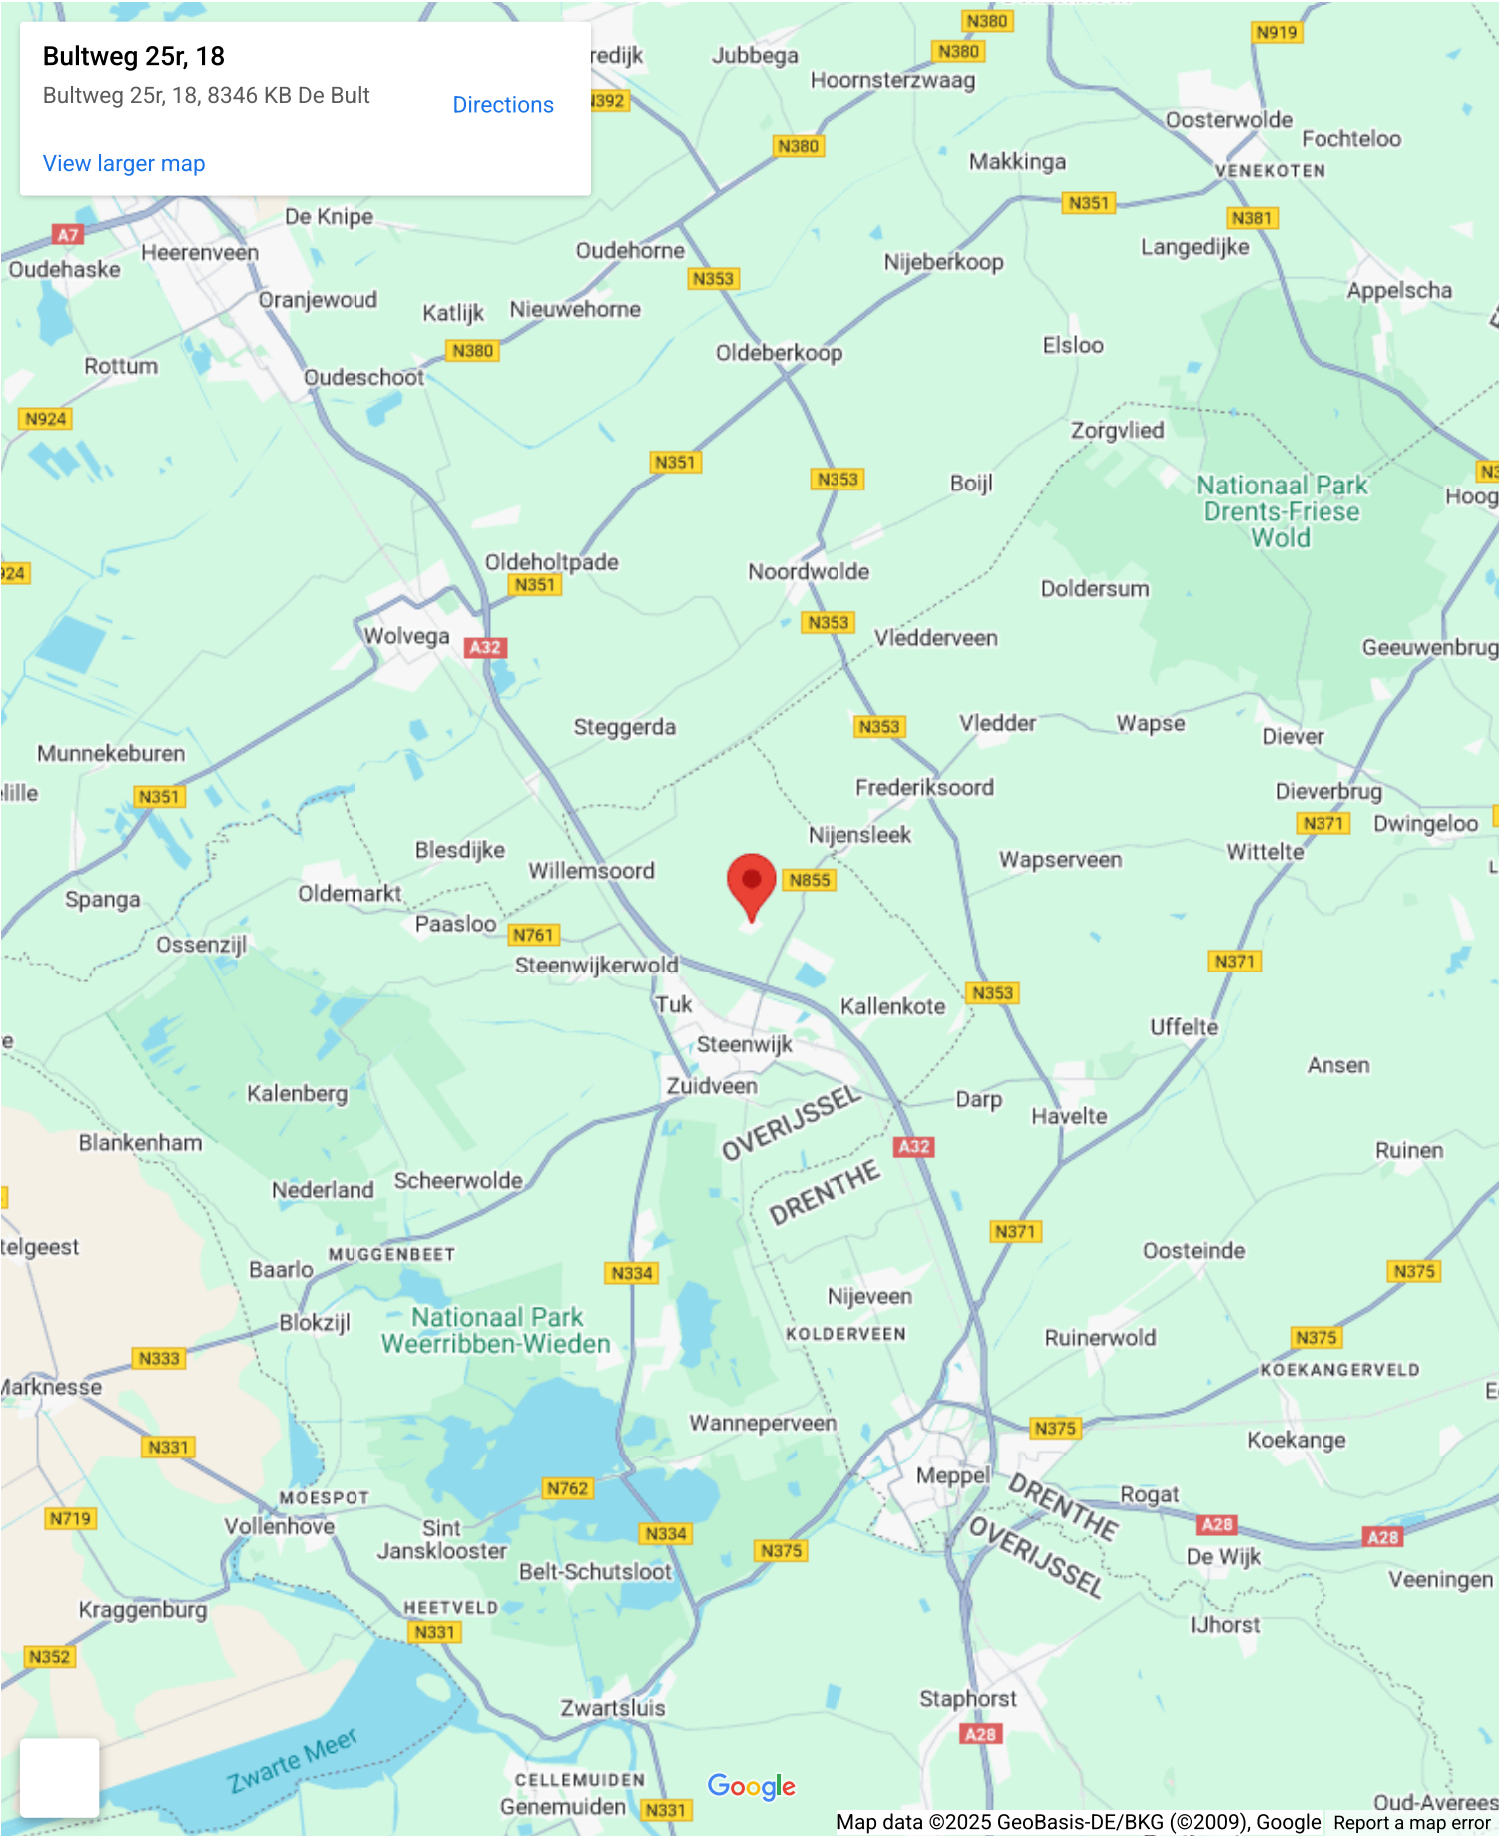 Bultweg 25r, 18
Bultweg 25r, 18, 8346 KB De Bult
Directions
View larger map
N380
N919
redijk
Jubbega
N380
Hoornsterzwaag
N392
Oosterwolde
Fochteloo
N380
Makkinga
VENEKOTEN
N351
De Knipe
N381
A7
Heerenveen
Oudehorne
Langedijke
Oudehaske
Nijeberkoop
N353
Appelscha
Oranjewoud
Katlijk
Nieuwehorne
Elsloo
N380
Oldeberkoop
Rottum
Oudeschoot
N924
Zorgvlied
N351
N353
Boijl
Nationaal Park
Drents-Friese
Wold
Hoog
Oldeholtpade
Noordwolde
924
N351
Doldersum
N353
Wolvega
Vledderveen
A32
Geeuwenbrug
Steggerda
N353
Vledder
Wapse
Diever
Munnekeburen
Frederiksoord
Dieverbrug
N351
N371
Dwingeloo
Nijensleek
Blesdijke
Wapserveen
Wittelte
Willemsoord
N855
Oldemarkt
Spanga
Paasloo
N761
Ossenzijl
N371
Steenwijkerwold
N353
Tuk
Kallenkote
Uffelte
Steenwijk
Ansen
Zuidveen
Kalenberg
Darp
OVERIJSSEL
Havelte
Blankenham
A32
Ruinen
DRENTHE
Nederland
Scheerwolde
N371
telgeest
MUGGENBEET
Oosteinde
Baarlo
N334
N375
Nijeveen
Nationaal Park
Weerribben-Wieden
Blokzijl
KOLDERVEEN
Ruinerwold
N375
N333
KOEKANGERVELD
Marknesse
Wanneperveen
N375
N331
Koekange
Meppel
N762
DRENTHE
Rogat
MOESPOT
N719
A28
Vollenhove
N334
A28
Sint
Jansklooster
OVERIJSSEL
N375
De Wijk
Belt-Schutsloot
Veeningen
Kraggenburg
HEETVELD
IJhorst
N331
N352
Staphorst
Zwartsluis
A28
Zwarte Meer
CELLEMUIDEN
Google
Genemuiden
N331
Oud-Averees
Map data ©2025 GeoBasis-DE/BKG (©2009), Google
Report a map error